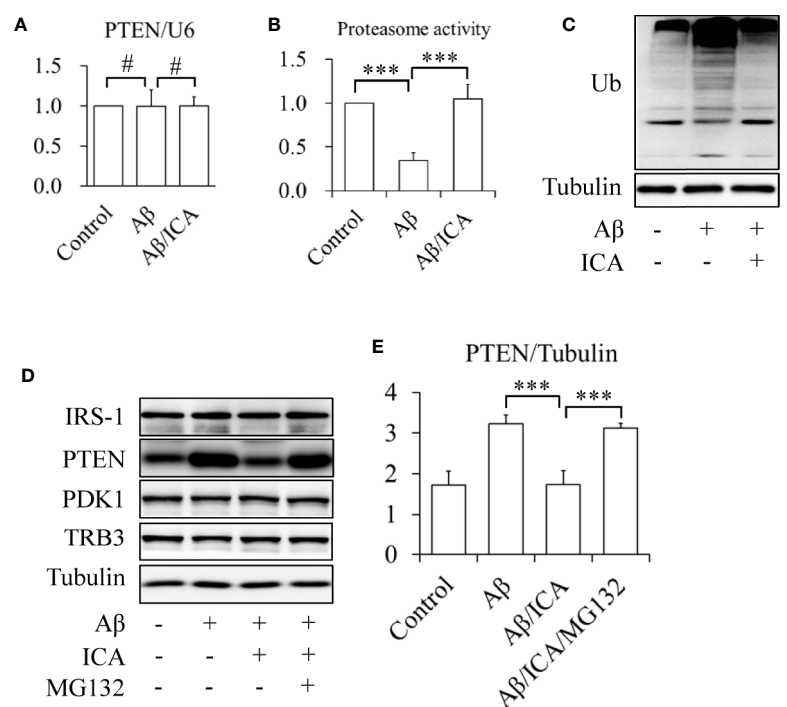 A
PTEN/U6
# #
1.5
1.0
0.5
0.0
Control
Aβ
Aβ/ICA
B
Proteasome activity
*** ***
1.5
1.0
0.5
0.0
Control
Aβ
Aβ/ICA
C
Ub
Tubulin
Aβ - + +
ICA - - +
D
IRS-1
PTEN
PDK1
TRB3
Tubulin
Aβ - + + +
ICA - - + +
MG132 - - - +
E
PTEN/Tubulin
*** ***
4
3
2
1
0
Control
Aβ
Aβ/ICA
Aβ/ICA/MG132